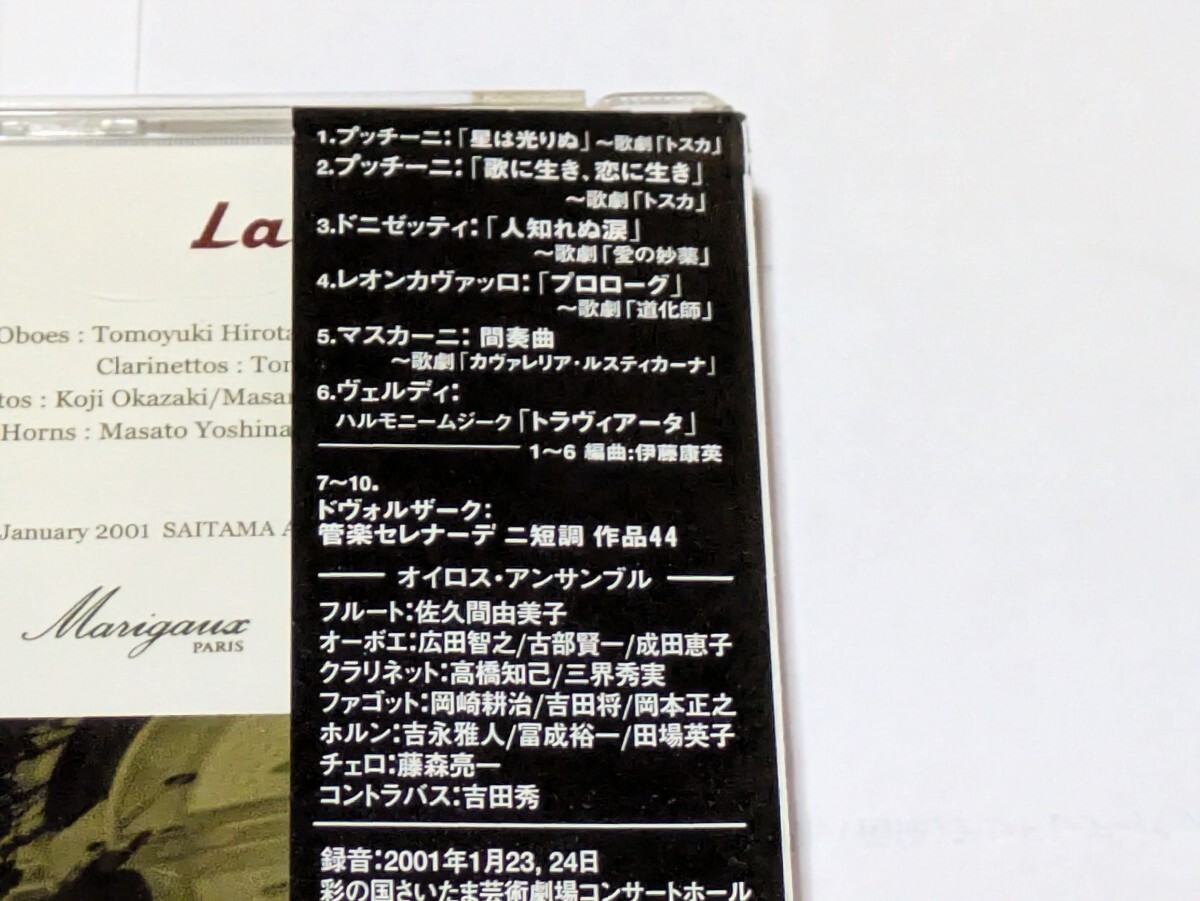 La
Oboes : Tomoyuki Hirota
Clarinettos : Tom
tos : Koji Okazaki/Masar
Horns : Masato Yoshina
January 2001 SAITAMA A
Marigaux
PARIS
1.プッチーニ:「星は光りぬ」〜歌劇「トスカ」
2.プッチーニ:「歌に生き、恋に生き」
〜歌劇「トスカ」
3.ドニゼッティ:「人知れぬ涙」
〜歌劇「愛の妙薬」
4.レオンカヴァッロ:「プロローグ」
〜歌劇「道化師」
5.マスカーニ: 間奏曲
〜歌劇「カヴァレリア・ルスティカーナ」
6.ヴェルディ:
ハルモニームジーク「トラヴィアータ」
1〜6 編曲:伊藤康英
7〜10.
ドヴォルザーク:
管楽セレナーデ ニ短調 作品44
オイロス・アンサンブル
フルート:佐久間由美子
オーボエ:広田智之/古部賢一/成田恵子
クラリネット:高橋知己/三界秀実
ファゴット:岡崎耕治/吉田将/岡本正之
ホルン:吉永雅人/冨成裕一/田場英子
チェロ:藤森亮一
コントラバス:吉田秀
録音:2001年1月23, 24日
彩の国さいたま芸術劇場コンサートホール